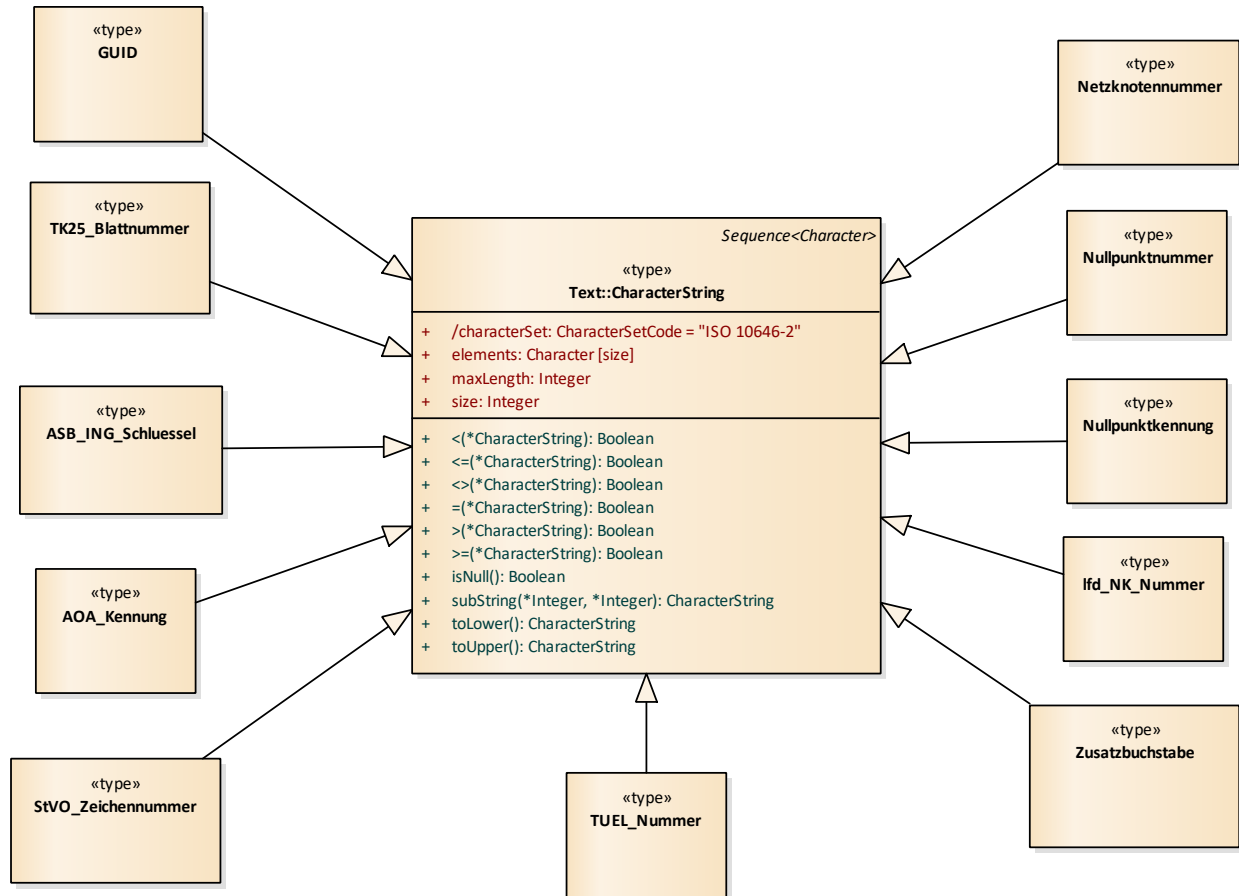 «type»
GUID
«type»
TK25_Blattnummer
«type»
ASB_ING_Schluessel
«type»
AOA_Kennung
«type»
StVO_Zeichennummer
Sequence<Character>
«type»
Text::CharacterString
+ /characterSet: CharacterSetCode = "ISO 10646-2"
+ elements: Character [size]
+ maxLength: Integer
+ size: Integer
+ <(*CharacterString): Boolean
+ <=(*CharacterString): Boolean
+ <>(*CharacterString): Boolean
+ =(*CharacterString): Boolean
+ >(*CharacterString): Boolean
+ >=(*CharacterString): Boolean
+ isNull(): Boolean
+ subString(*Integer, *Integer): CharacterString
+ toLower(): CharacterString
+ toUpper(): CharacterString
«type»
TUEL_Nummer
«type»
Netzknotennummer
«type»
Nullpunktnummer
«type»
Nullpunktkennung
«type»
lfd_NK_Nummer
«type»
Zusatzbuchstabe